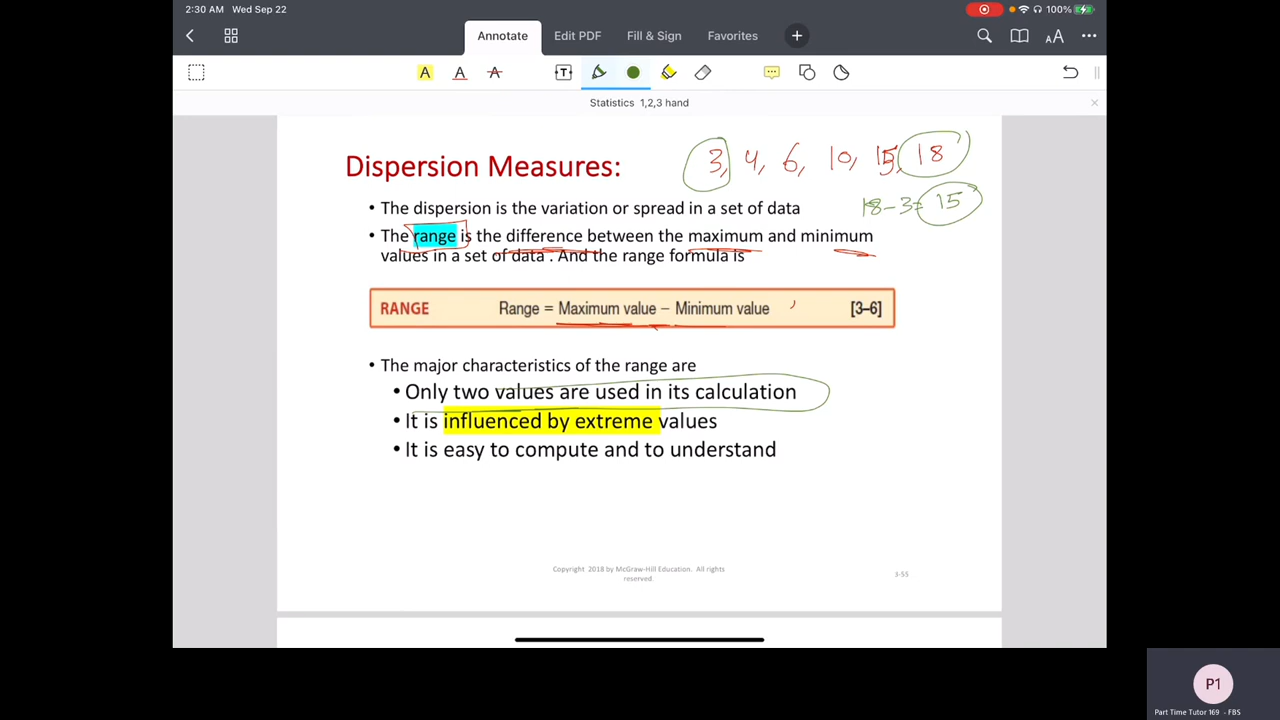 2:30 AM Wed Sep 22
100%
Annotate Edit PDF Fill & Sign Favorites
Statistics 1,2,3 hand
3, 4, 6, 10, 15, 18
Dispersion Measures:
• The dispersion is the variation or spread in a set of data
18 - 3 = 15
• The range is the difference between the maximum and minimum
values in a set of data . And the range formula is
RANGE Range = Maximum value − Minimum value [3–6]
• The major characteristics of the range are
• Only two values are used in its calculation
• It is influenced by extreme values
• It is easy to compute and to understand
Copyright 2018 by McGraw-Hill Education. All rights
reserved
3-55
P1
Part Time Tutor 169 - FBS